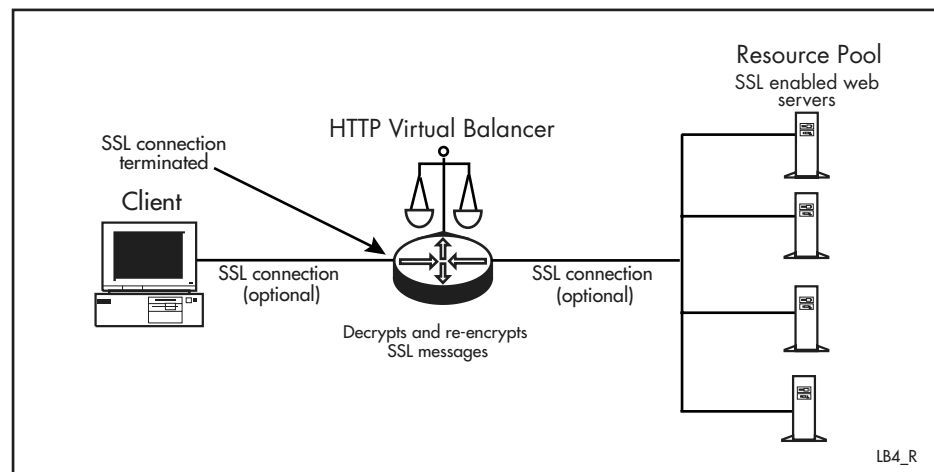 Resource Pool
SSL enabled web
servers
HTTP Virtual Balancer
SSL connection
terminated
Client
SSL connection
(optional)
SSL connection
(optional)
Decrypts and re-encrypts
SSL messages
LB4_R